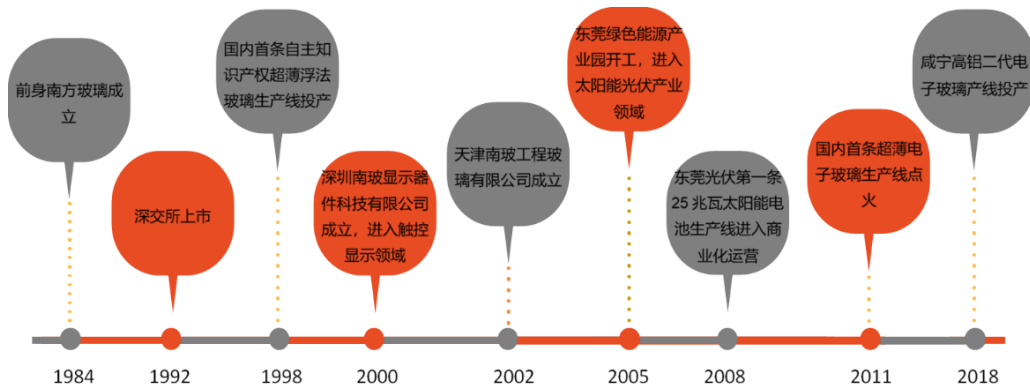 前身南方玻璃成
立
深交所上市
国内首条自主知
识产权超薄浮法
玻璃生产线投产
深圳南玻显示器
件科技有限公司
成立，进入触控
显示领域
天津南玻工程玻
璃有限公司成立
东莞绿色能源产
业园开工，进入
太阳能光伏产业
领域
东莞光伏第一条
25 兆瓦太阳能电
池生产线进入商
业化运营
国内首条超薄电
子玻璃生产线点
火
咸宁高铝二代电
子玻璃产线投产
1984
1992
1998
2000
2002
2005
2008
2011
2018